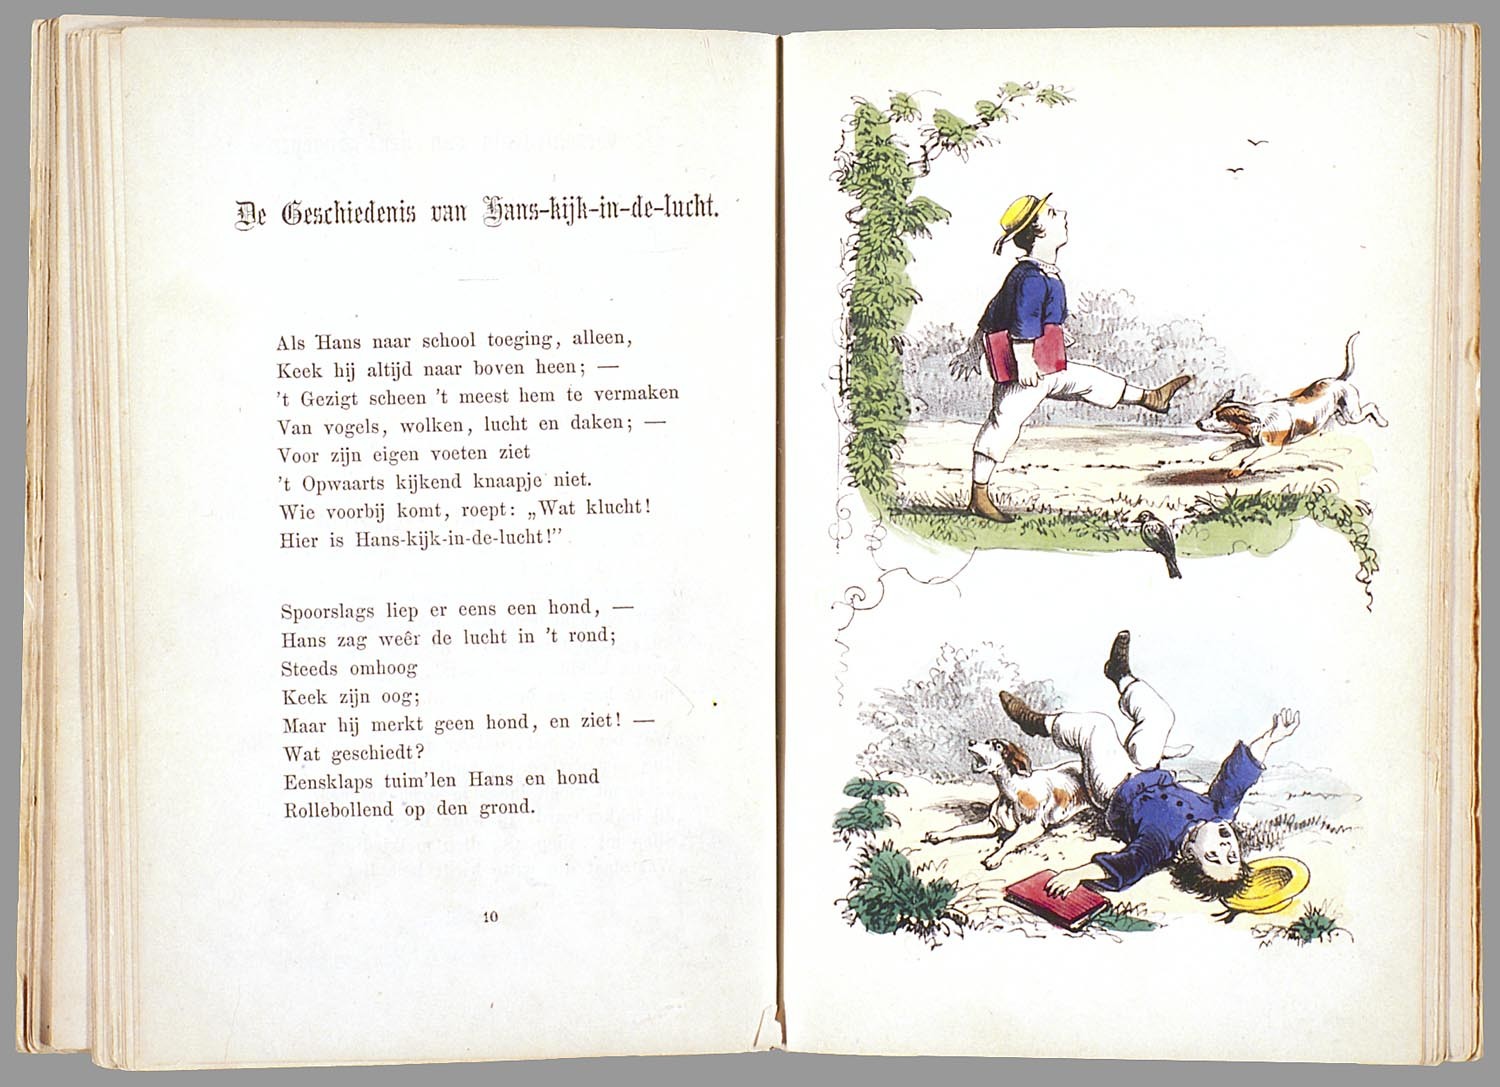 De Geschiedenis van Hans-kijk-in-de-lucht.
Als Hans naar school toeging, alleen,
Keek hij altijd naar boven heen; —
't Gezigt scheen 't meest hem te vermaken
Van vogels, wolken, lucht en daken; —
Voor zijn eigen voeten ziet
't Opwaarts kijkend knaapje niet.
Wie voorbij komt, roept: „Wat klucht!
Hier is Hans-kijk-in-de-lucht!”
Spoorslags liep er eens een hond, —
Hans zag weêr de lucht in 't rond;
Steeds omhoog
Keek zijn oog;
Maar hij merkt geen hond, en ziet! —
Wat geschiedt?
Eensklaps tuim'len Hans en hond
Rollebollend op den grond.
10